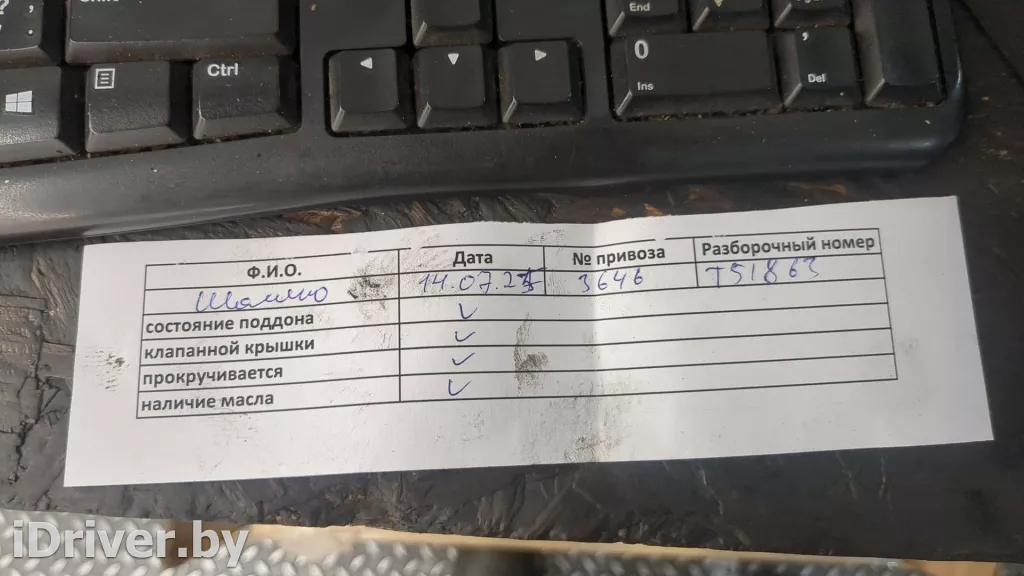 End
Ctrl
0
Ins
,
Del
Ф.И.О. Дата № привоза Разборочный номер
14.07.25 3646 T51863
состояние поддона ✓
клапанной крышки ✓
прокручивается ✓
наличие масла ✓
iDriver.by